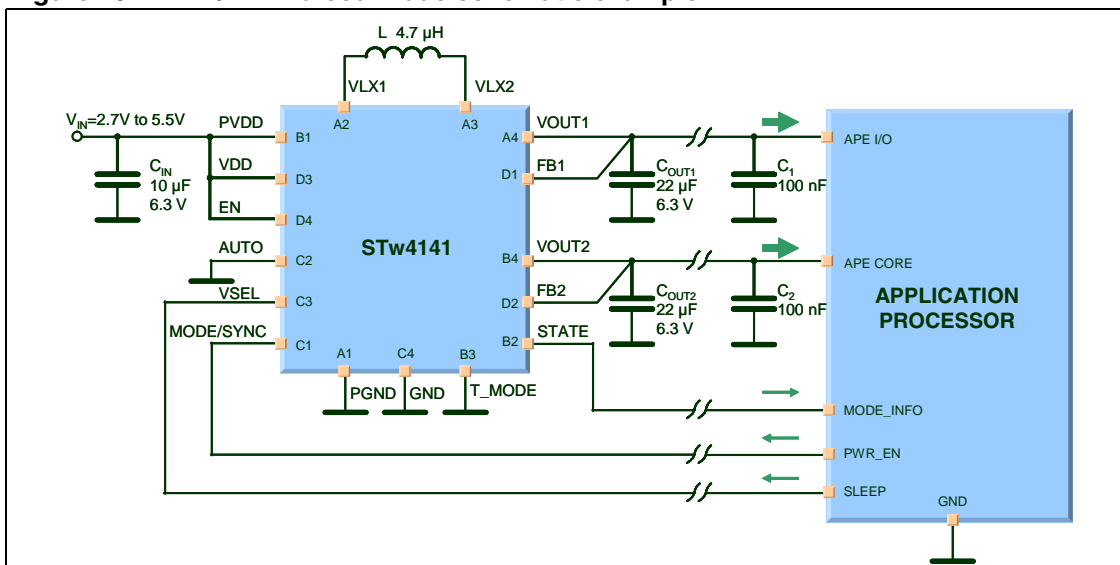 L 4.7 µH
VLX1
VLX2
A2
A3
VIN=2.7V to 5.5V
PVDD
B1
VDD
D3
EN
D4
AUTO
C2
VSEL
C3
MODE/SYNC
C1
CIN
10 µF
6.3 V
STw4141
A1
C4
B3
PGND
GND
T_MODE
A4
VOUT1
D1
FB1
B4
VOUT2
D2
FB2
B2
STATE
COUT1
22 µF
6.3 V
C1
100 nF
COUT2
22 µF
6.3 V
C2
100 nF
APE I/O
APE CORE
APPLICATION
PROCESSOR
MODE_INFO
PWR_EN
SLEEP
GND